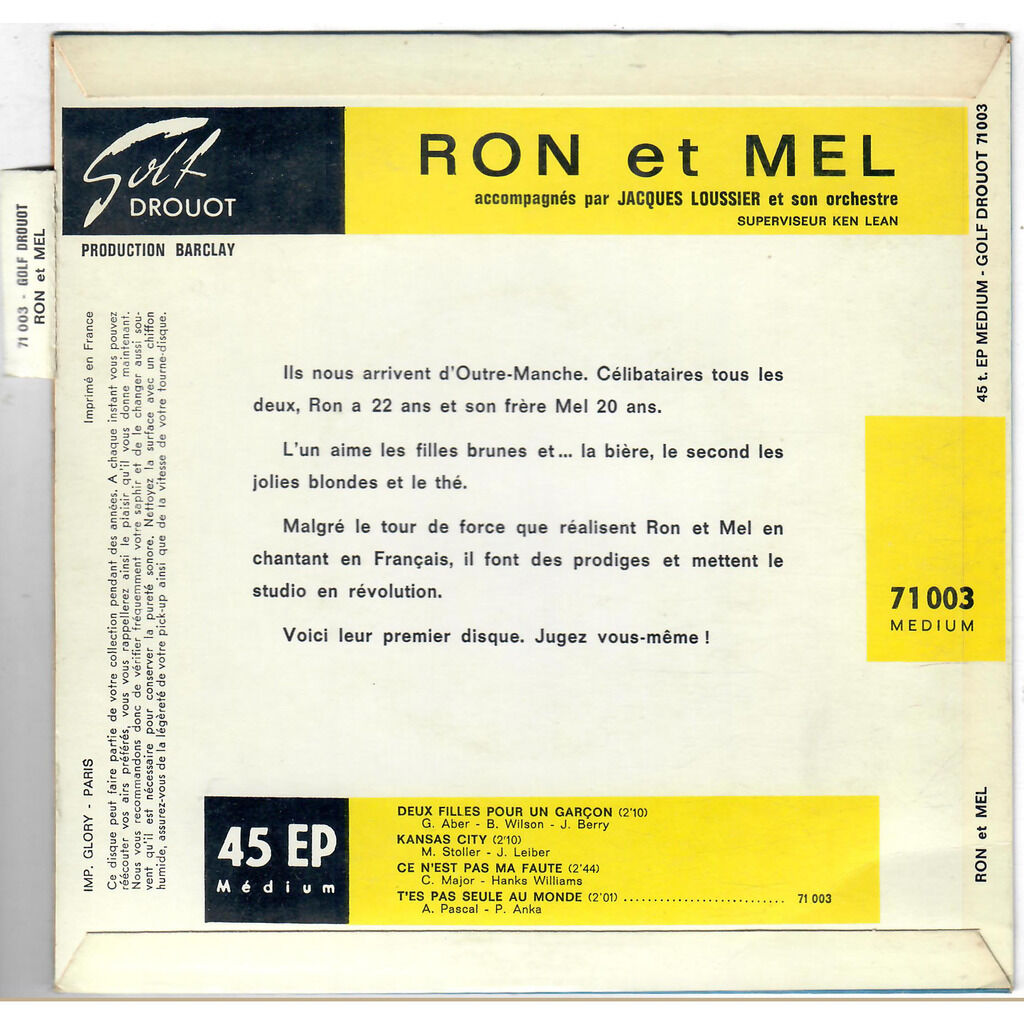 Golf
DROUOT
RON et MEL
accompagnés par JACQUES LOUSSIER et son orchestre
SUPERVISEUR KEN LEAN
PRODUCTION BARCLAY
71 003 - GOLF DROUOT
RON et MEL
IMP. GLORY - PARIS Imprimé en France
Ce disque peut faire partie de votre collection pendant des années. A chaque instant vous pouvez
réécouter vos airs préférés, vous vous rappellerez ainsi le plaisir qu'il vous donne maintenant.
Nous vous recommandons donc de vérifier fréquemment votre saphir et de le changer aussi sou-
vent qu'il est nécessaire pour conserver la pureté sonore. Nettoyez la surface avec un chiffon
humide, assurez-vous de la légèreté de votre pick-up ainsi que de la vitesse de votre tourne-disque.
Ils nous arrivent d'Outre-Manche. Célibataires tous les
deux, Ron a 22 ans et son frère Mel 20 ans.
L'un aime les filles brunes et... la bière, le second les
jolies blondes et le thé.
Malgré le tour de force que réalisent Ron et Mel en
chantant en Français, il font des prodiges et mettent le
studio en révolution.
Voici leur premier disque. Jugez vous-même !
45 t. EP MEDIUM - GOLF DROUOT 71 003
71 003
MEDIUM
RON et MEL
45 EP
Médium
DEUX FILLES POUR UN GARÇON (2'10)
G. Aber - B. Wilson - J. Berry
KANSAS CITY (2'10)
M. Stoller - J. Leiber
CE N'EST PAS MA FAUTE (2'44)
C. Major - Hanks Williams
T'ES PAS SEULE AU MONDE (2'01) .......................... 71 003
A. Pascal - P. Anka